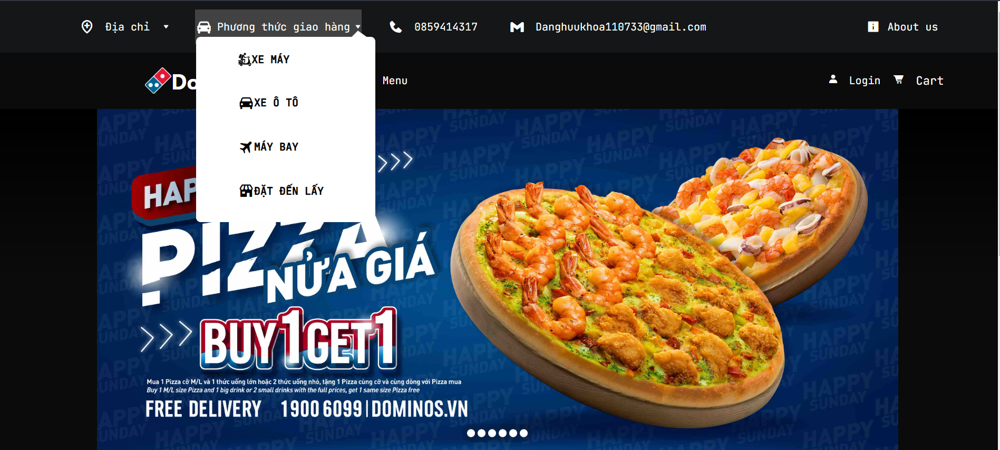 Địa chỉ
Phương thức giao hàng
0859414317
Danghuukhoa110733@gmail.com
About us
XE MÁY
XE Ô TÔ
MÁY BAY
ĐẶT ĐẾN LẤY
Do
Menu
Login
Cart
HAP
PIZZA
NỬA GIÁ
BUY 1 GET 1
Mua 1 Pizza cỡ M/L và 1 thức uống lớn hoặc 2 thức uống nhỏ, tặng 1 Pizza cùng cỡ và cùng dòng với Pizza mua
Buy 1 M/L size Pizza and 1 big drink or 2 small drinks with the full prices, get 1 same size Pizza free
FREE DELIVERY 1900 6099 | DOMINOS.VN
HAPPY SUNDAY